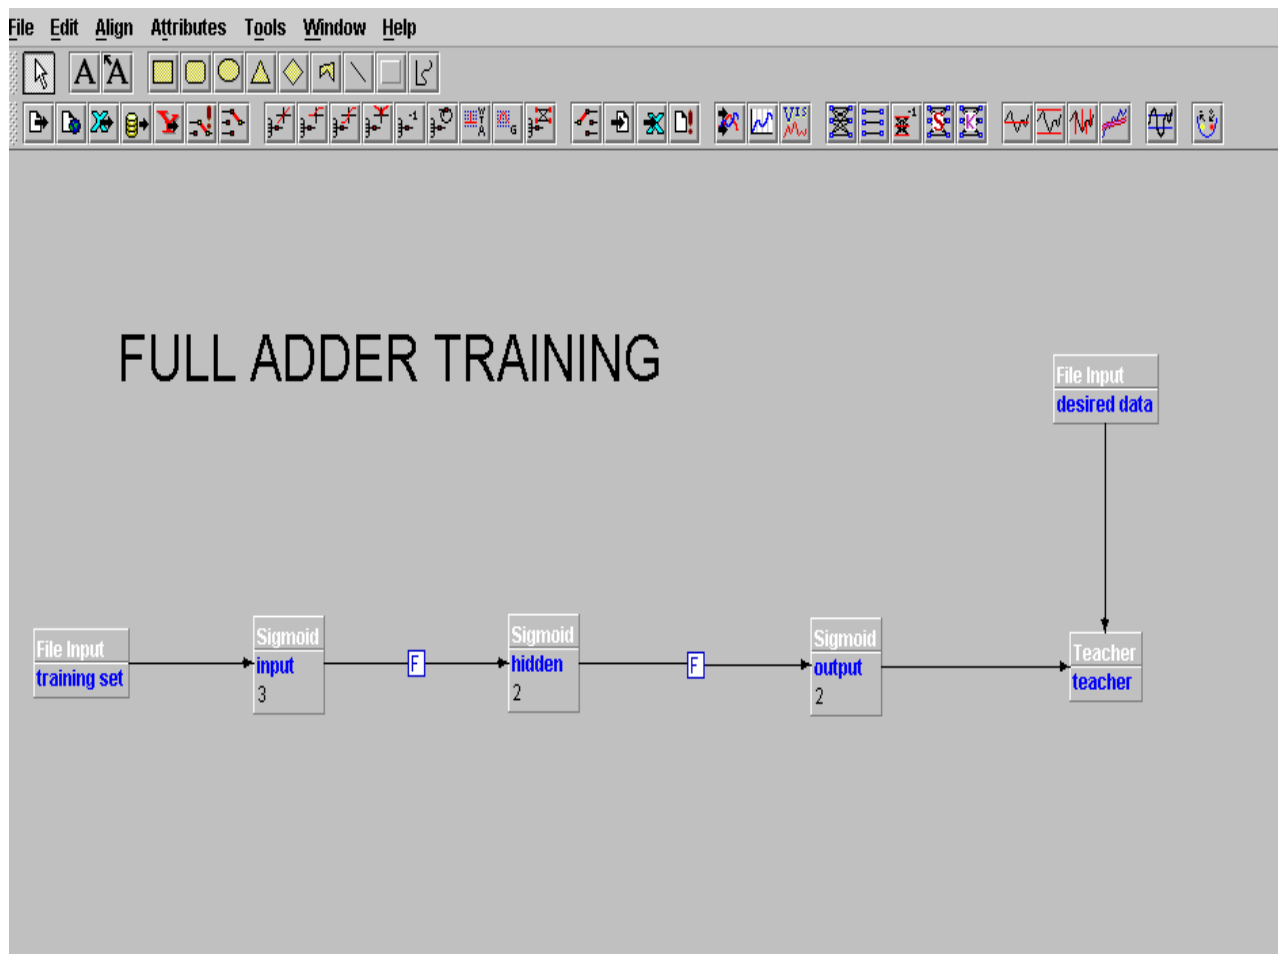 File Edit Align Attributes Tools Window Help
A A
VIS
FULL ADDER TRAINING
File Input
desired data
File Input
training set
Sigmoid
input
3
F
Sigmoid
hidden
2
F
Sigmoid
output
2
Teacher
teacher